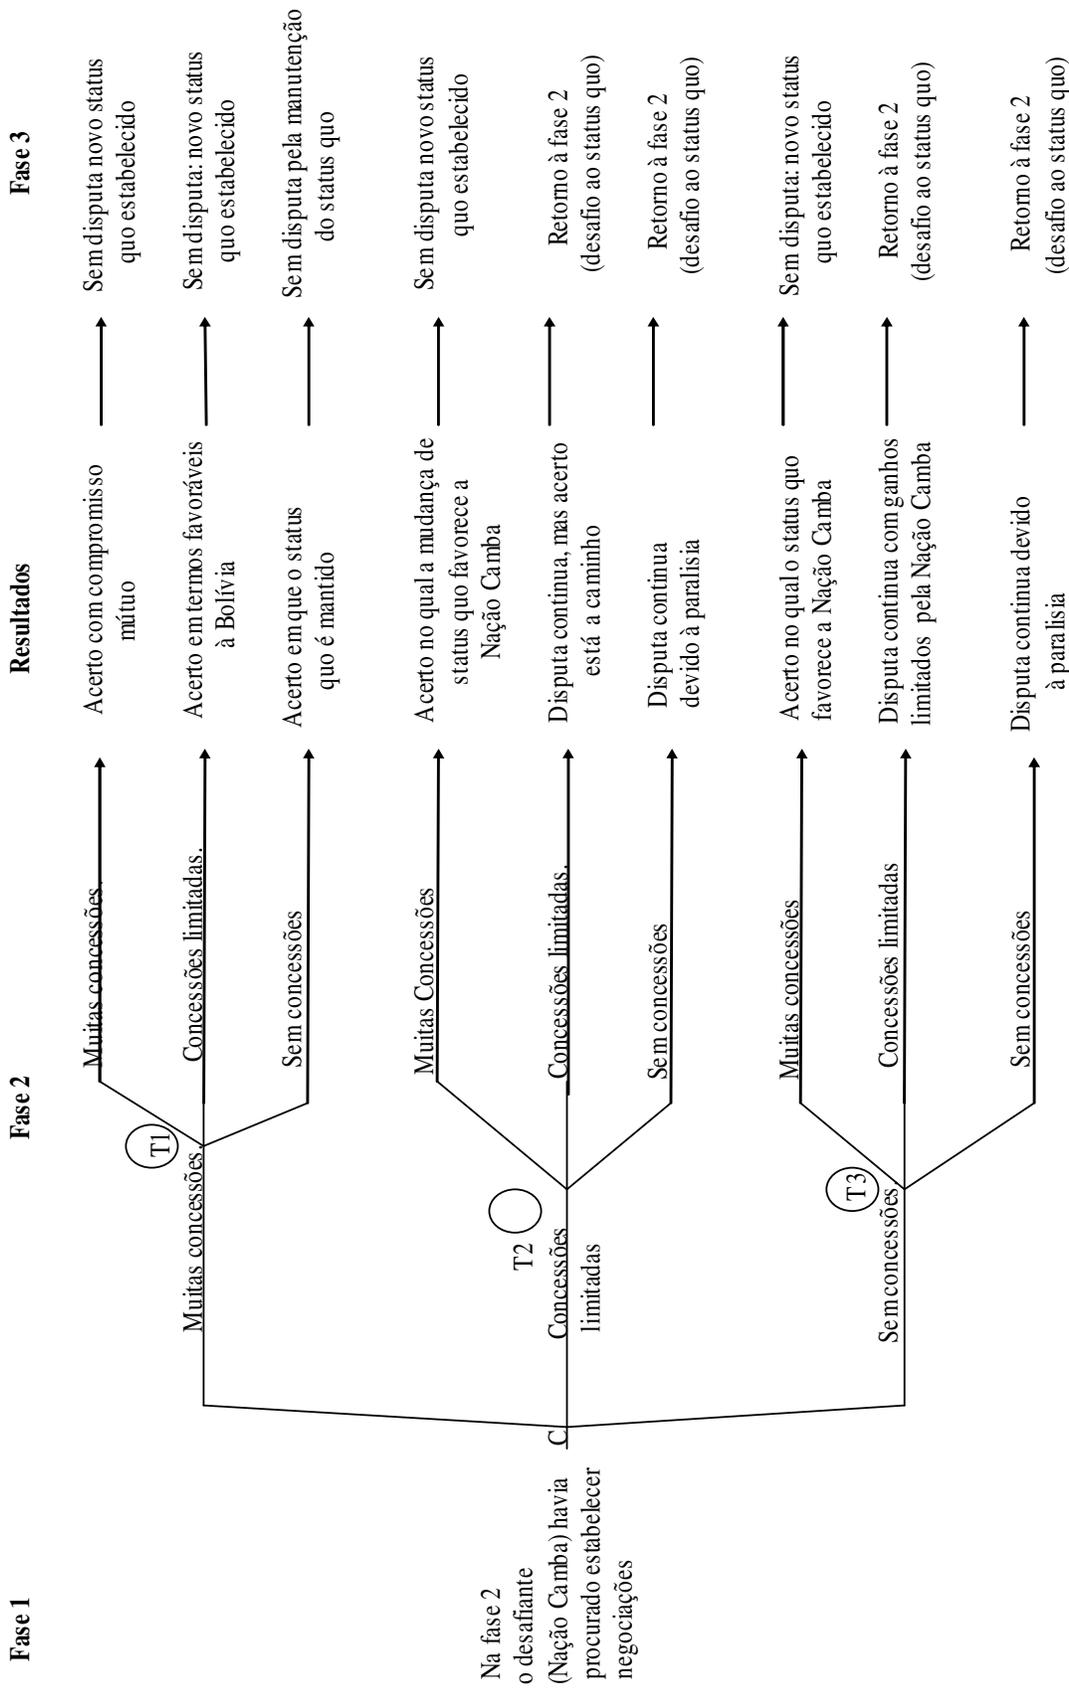 Fase 1
Fase 2
Resultados
Fase 3
Na fase 2
o desafiante
(Nação Camba) havia
procurado estabelecer
negociações
C
Muitas concessões.
T1
Muitas concessões.
Acerto com compromisso
mútuo
Sem disputa novo status
quo estabelecido
Concessões limitadas.
Acerto em termos favoráveis
à Bolívia
Sem disputa: novo status
quo estabelecido
Sem concessões
Acerto em que o status
quo é mantido
Sem disputa pela manutenção
do status quo
Concessões
limitadas
T2
Muitas Concessões
Acerto no qual a mudança de
status quo favorece a
Nação Camba
Sem disputa novo status
quo estabelecido
Concessões limitadas.
Disputa continua, mas acerto
está a caminho
Retorno à fase 2
(desafio ao status quo)
Sem concessões
Disputa continua
devido à paralisia
Retorno à fase 2
(desafio ao status quo)
Sem concessões
T3
Muitas concessões
Acerto no qual o status quo
favorece a Nação Camba
Sem disputa: novo status
quo estabelecido
Concessões limitadas
Disputa continua com ganhos
limitados pela Nação Camba
Retorno à fase 2
(desafio ao status quo)
Sem concessões
Disputa continua devido
à paralisia
Retorno à fase 2
(desafio ao status quo)